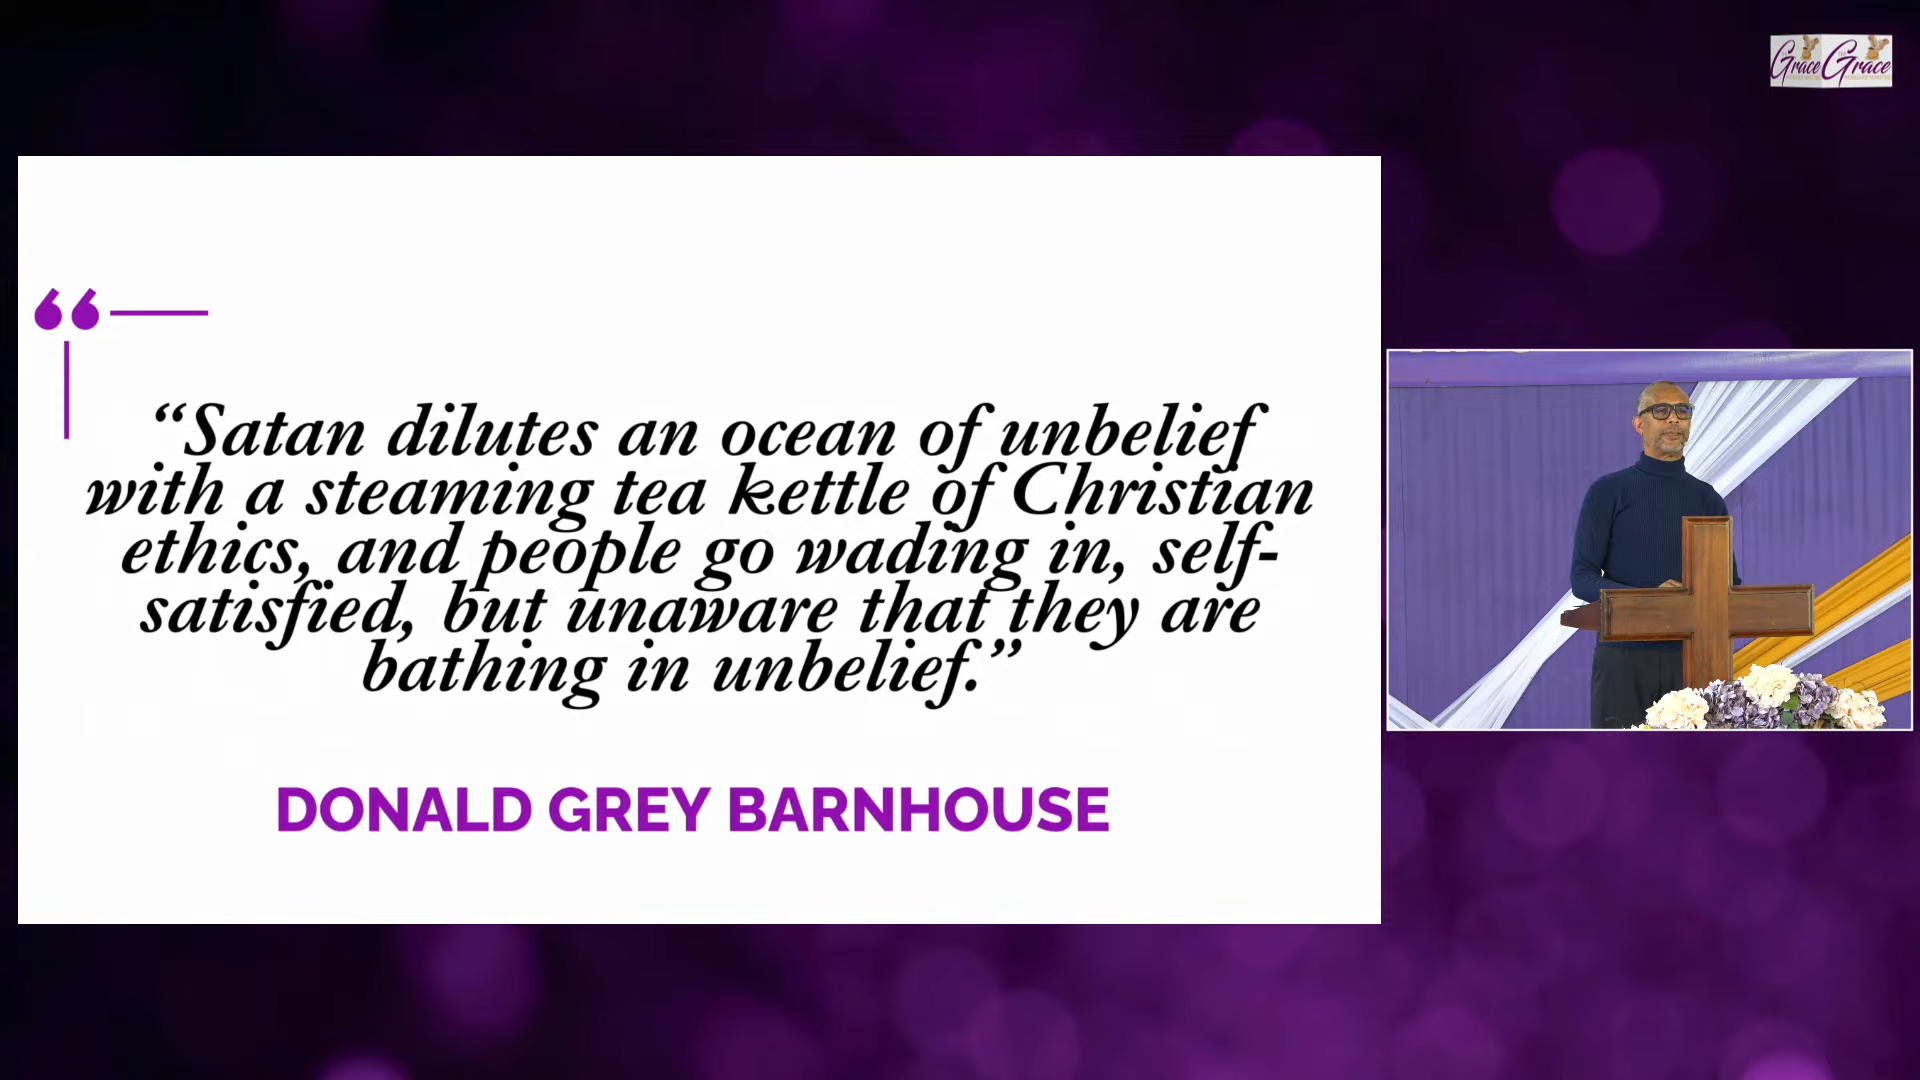 Grace Grace
“Satan dilutes an ocean of unbelief
with a steaming tea kettle of Christian
ethics, and people go wading in, self-
satisfied, but unaware that they are
bathing in unbelief.”
DONALD GREY BARNHOUSE